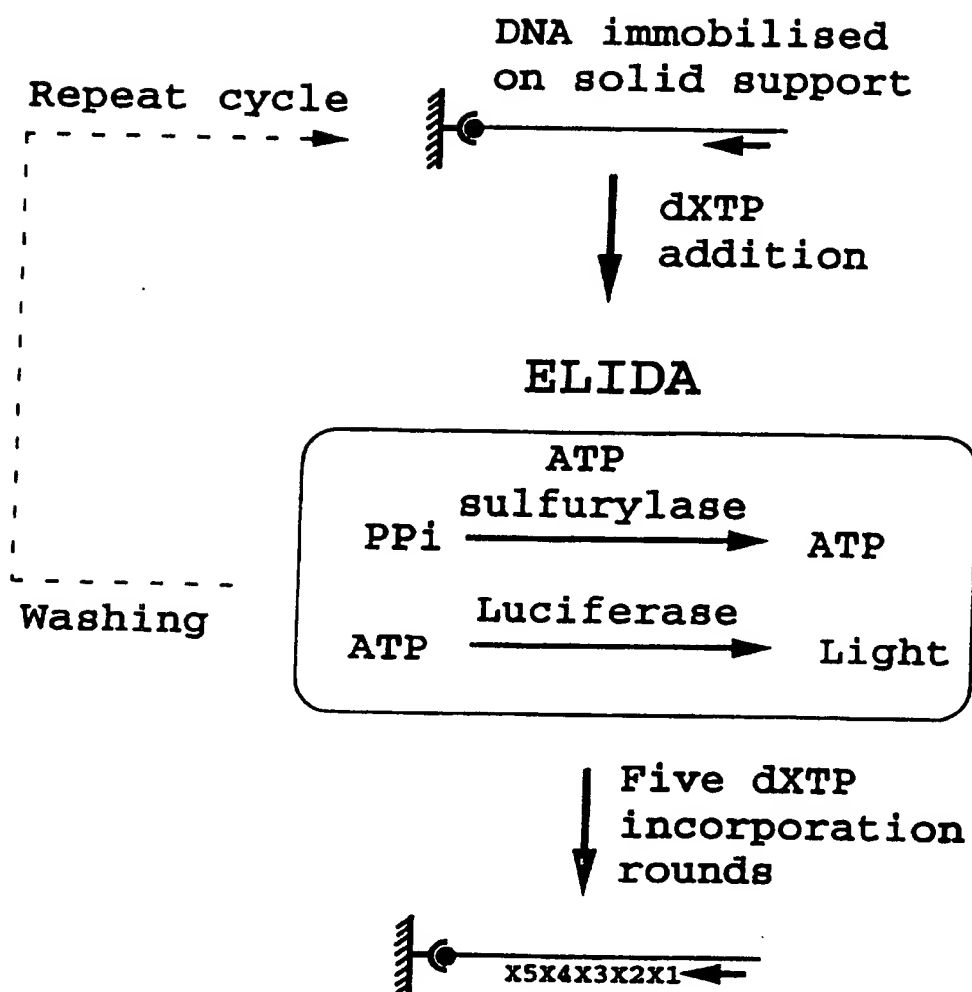 DNA immobilised
on solid support
Repeat cycle
dXTP
addition
ELIDA
ATP
sulfurylase
PPi
ATP
Washing
Luciferase
ATP
Light
Five dXTP
incorporation
rounds
X5X4X3X2X1